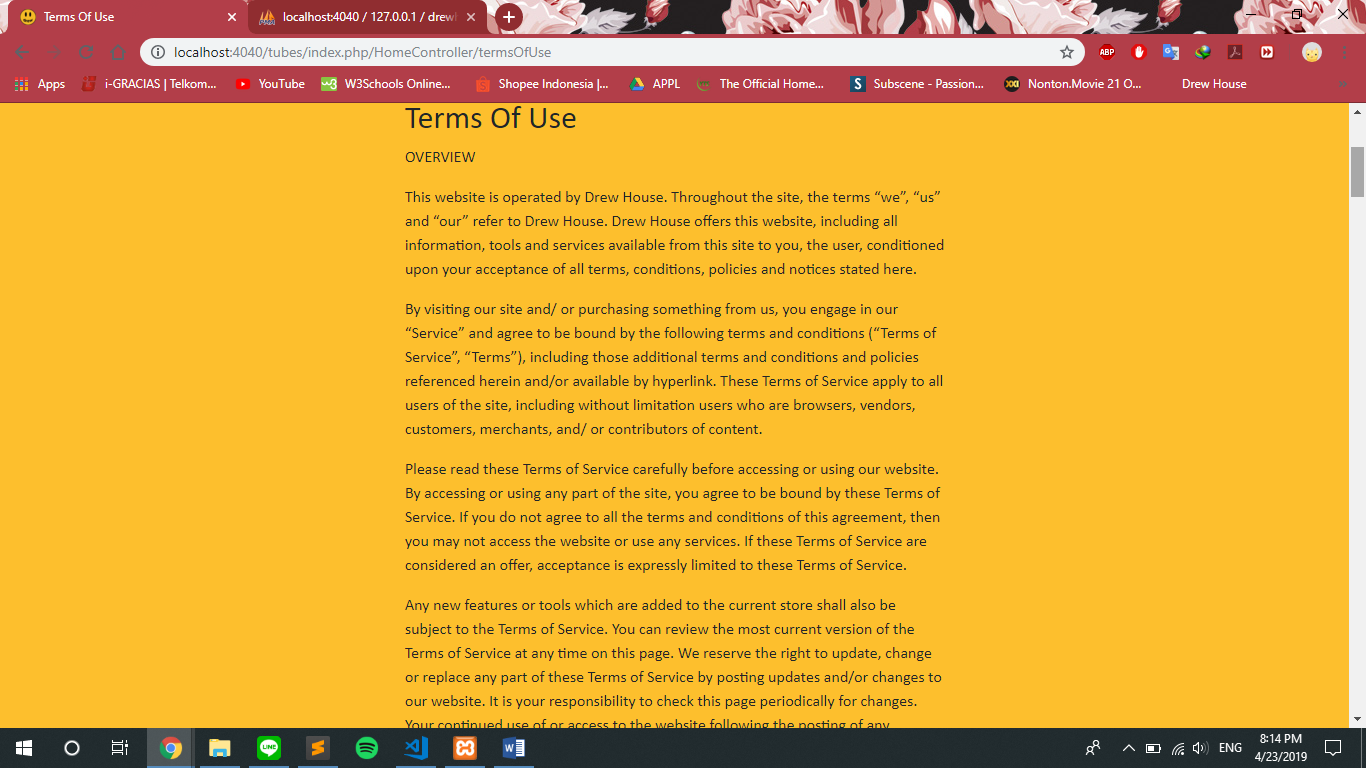 Terms Of Use
localhost:4040 / 127.0.0.1 / drew
localhost:4040/tubes/index.php/HomeController/termsOfUse
ABP
Apps
i-GRACIAS | Telkom...
YouTube
W3Schools Online...
Shopee Indonesia |...
APPL
The Official Home...
Subscene - Passion...
Nonton.Movie 21 O...
Drew House
Terms Of Use
OVERVIEW
This website is operated by Drew House. Throughout the site, the terms “we”, “us”
and “our” refer to Drew House. Drew House offers this website, including all
information, tools and services available from this site to you, the user, conditioned
upon your acceptance of all terms, conditions, policies and notices stated here.
By visiting our site and/ or purchasing something from us, you engage in our
“Service” and agree to be bound by the following terms and conditions (“Terms of
Service”, “Terms”), including those additional terms and conditions and policies
referenced herein and/or available by hyperlink. These Terms of Service apply to all
users of the site, including without limitation users who are browsers, vendors,
customers, merchants, and/ or contributors of content.
Please read these Terms of Service carefully before accessing or using our website.
By accessing or using any part of the site, you agree to be bound by these Terms of
Service. If you do not agree to all the terms and conditions of this agreement, then
you may not access the website or use any services. If these Terms of Service are
considered an offer, acceptance is expressly limited to these Terms of Service.
Any new features or tools which are added to the current store shall also be
subject to the Terms of Service. You can review the most current version of the
Terms of Service at any time on this page. We reserve the right to update, change
or replace any part of these Terms of Service by posting updates and/or changes to
our website. It is your responsibility to check this page periodically for changes.
Your continued use of or access to the website following the posting of any
ENG
8:14 PM
4/23/2019